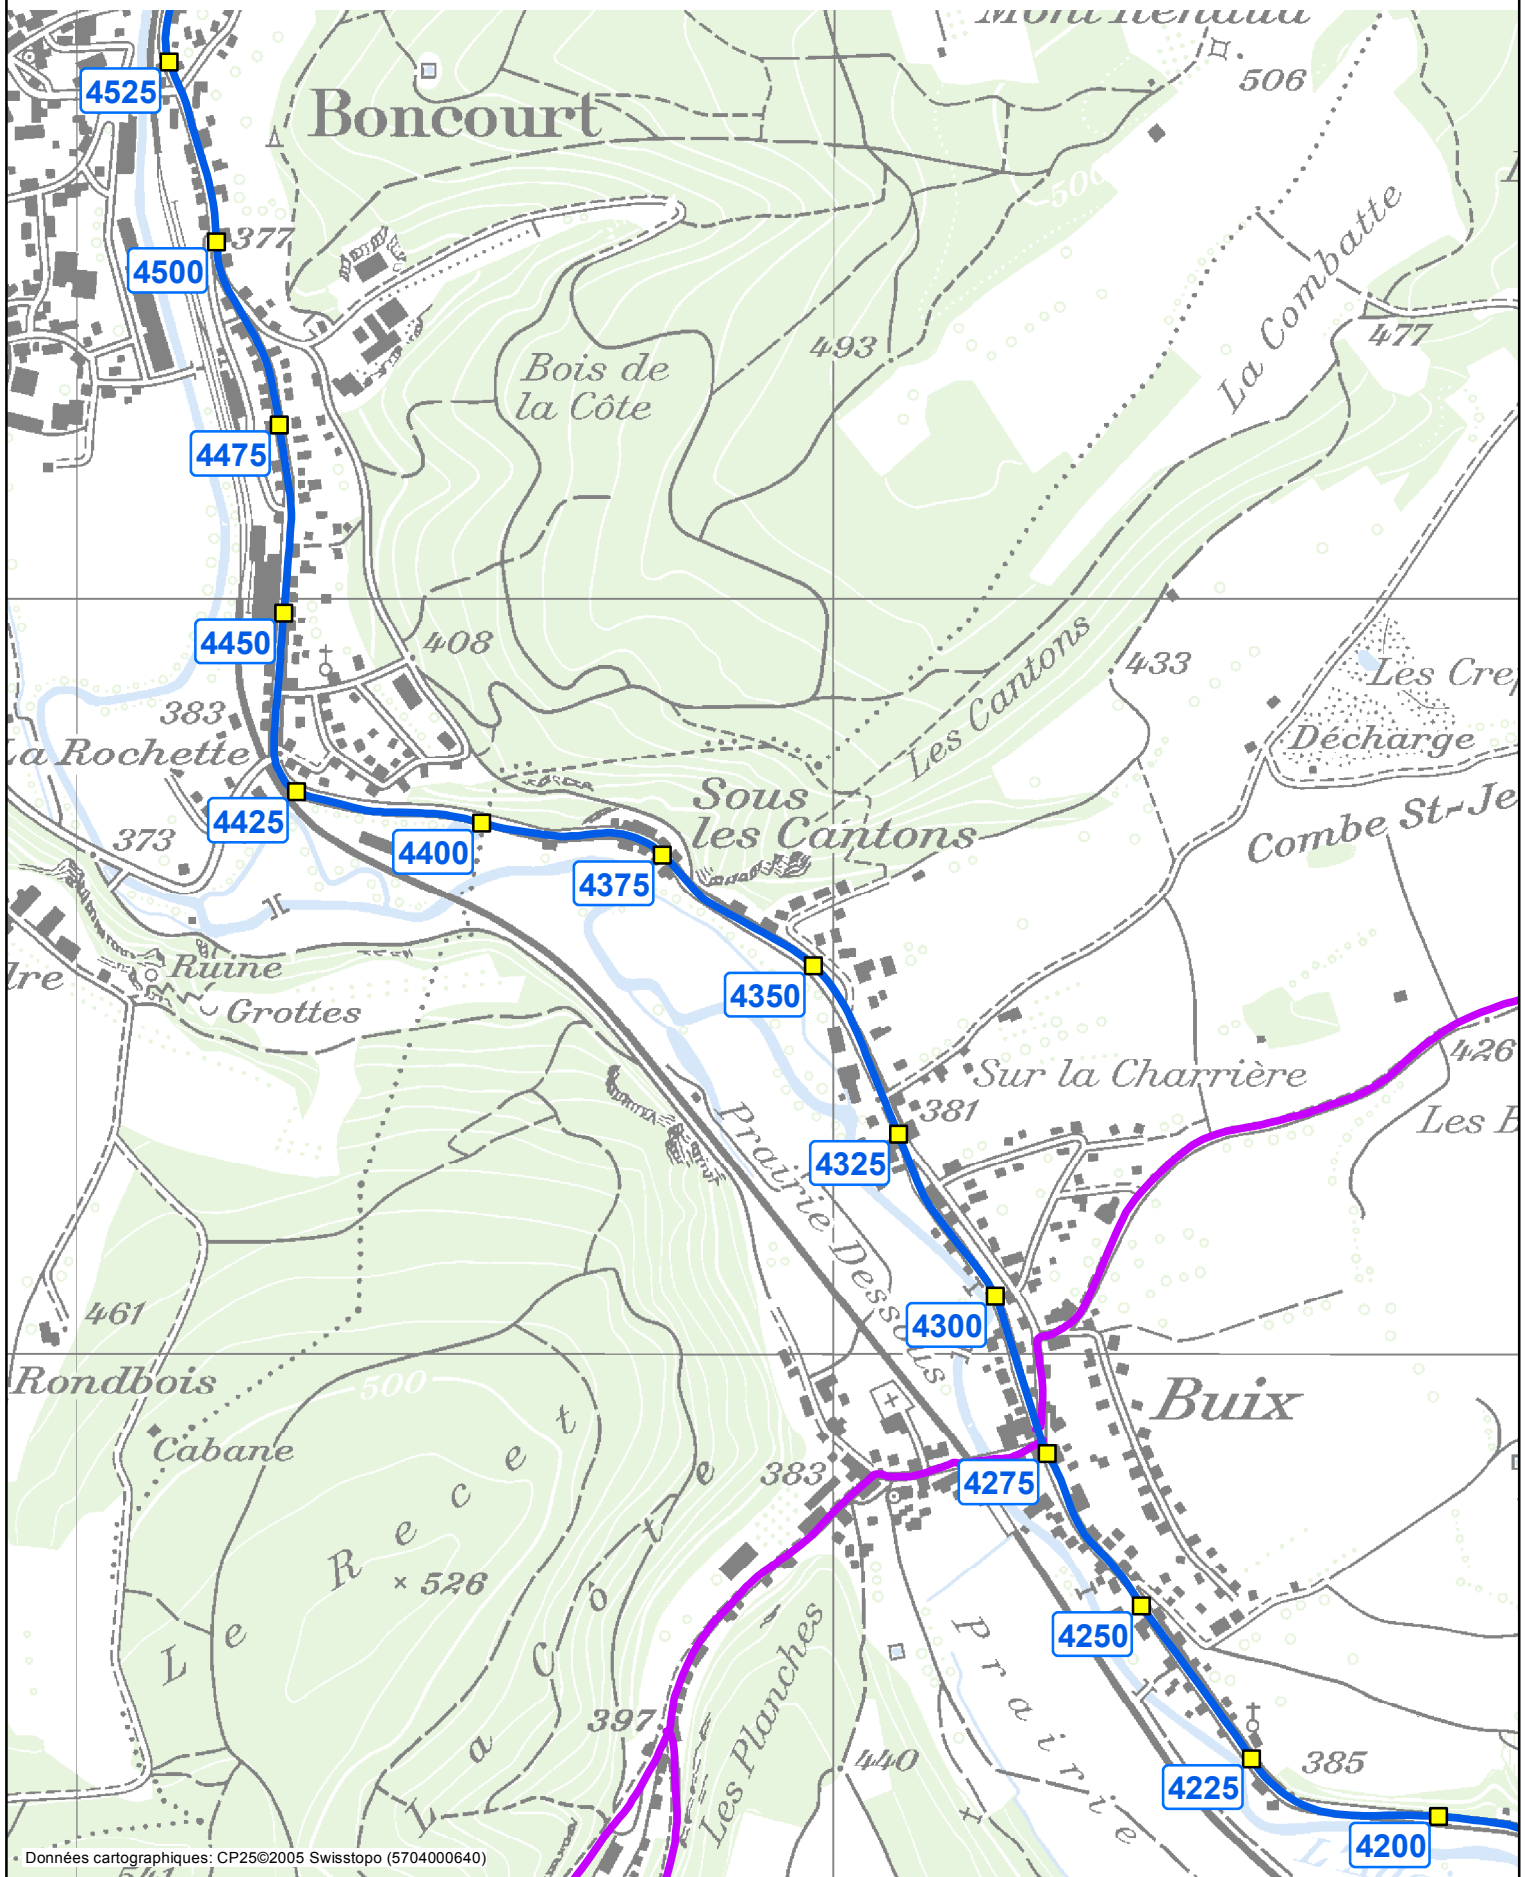 Mont Renaud
506
4525
Boncourt
500
La Combatte
377
4500
477
493
Bois de
la Côte
4475
4450
408
Les Cantons
433
383
La Rochette
Décharge
Sous
les Cantons
4425
373
4400
4375
Combe St-Je
Ruine
Grottes
4350
426
Sur la Charrière
381
Les B
4325
Prairie Dessous
461
4300
Rondbois
500
Buix
Cabane
383
4275
Le Recet
526
La Côte
4250
Les Planches
Prairie
397
440
385
4225
4200
Données cartographiques: CP25©2005 Swisstopo (5704000640)